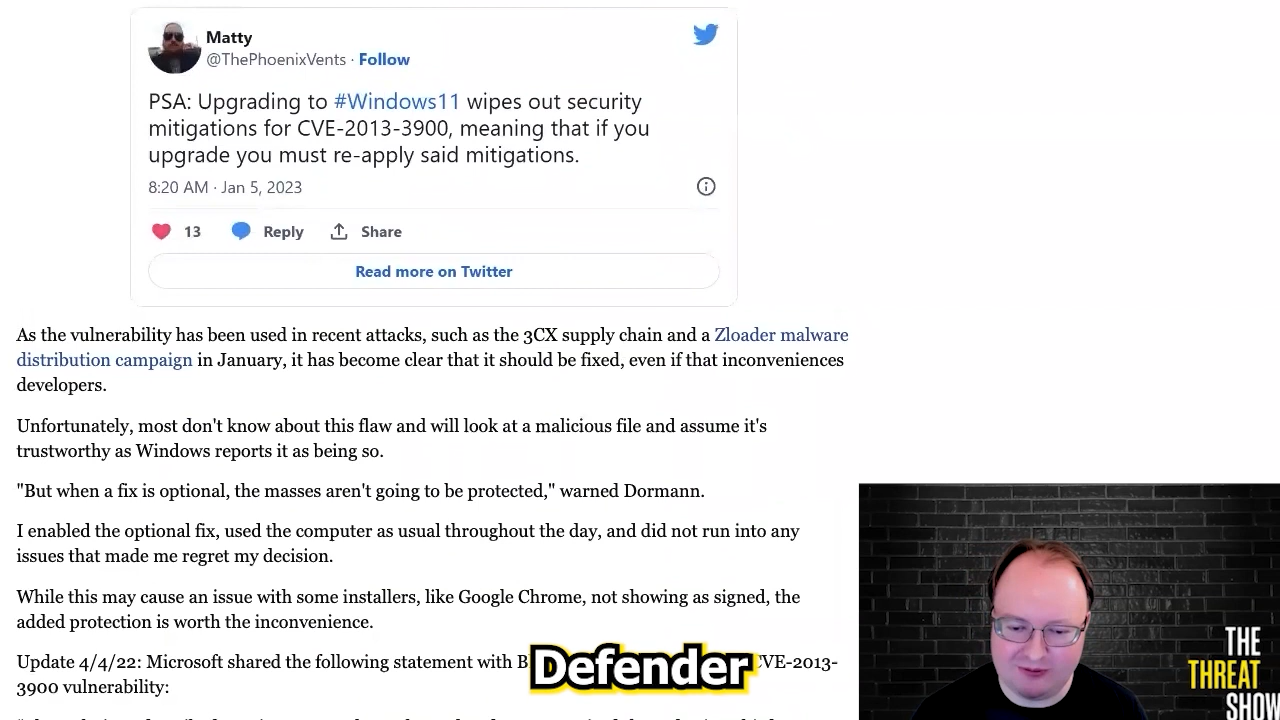 Matty
@ThePhoenixVents · Follow
PSA: Upgrading to #Windows11 wipes out security
mitigations for CVE-2013-3900, meaning that if you
upgrade you must re-apply said mitigations.
8:20 AM · Jan 5, 2023
13 Reply Share
Read more on Twitter
As the vulnerability has been used in recent attacks, such as the 3CX supply chain and a Zloader malware
distribution campaign in January, it has become clear that it should be fixed, even if that inconveniences
developers.
Unfortunately, most don't know about this flaw and will look at a malicious file and assume it's
trustworthy as Windows reports it as being so.
"But when a fix is optional, the masses aren't going to be protected," warned Dormann.
I enabled the optional fix, used the computer as usual throughout the day, and did not run into any
issues that made me regret my decision.
While this may cause an issue with some installers, like Google Chrome, not showing as signed, the
added protection is worth the inconvenience.
Update 4/4/22: Microsoft shared the following statement with CVE-2013-
3900 vulnerability:
Defender
THE
THREAT
SHOW